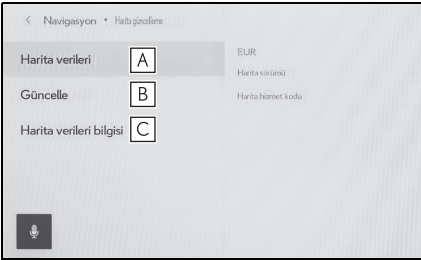 < Navigasyon • Harita güncelleme
Harita verileri A
Güncelle B
Harita verileri bilgisi C
EUR
Harita sürümü
Harita hizmet kodu